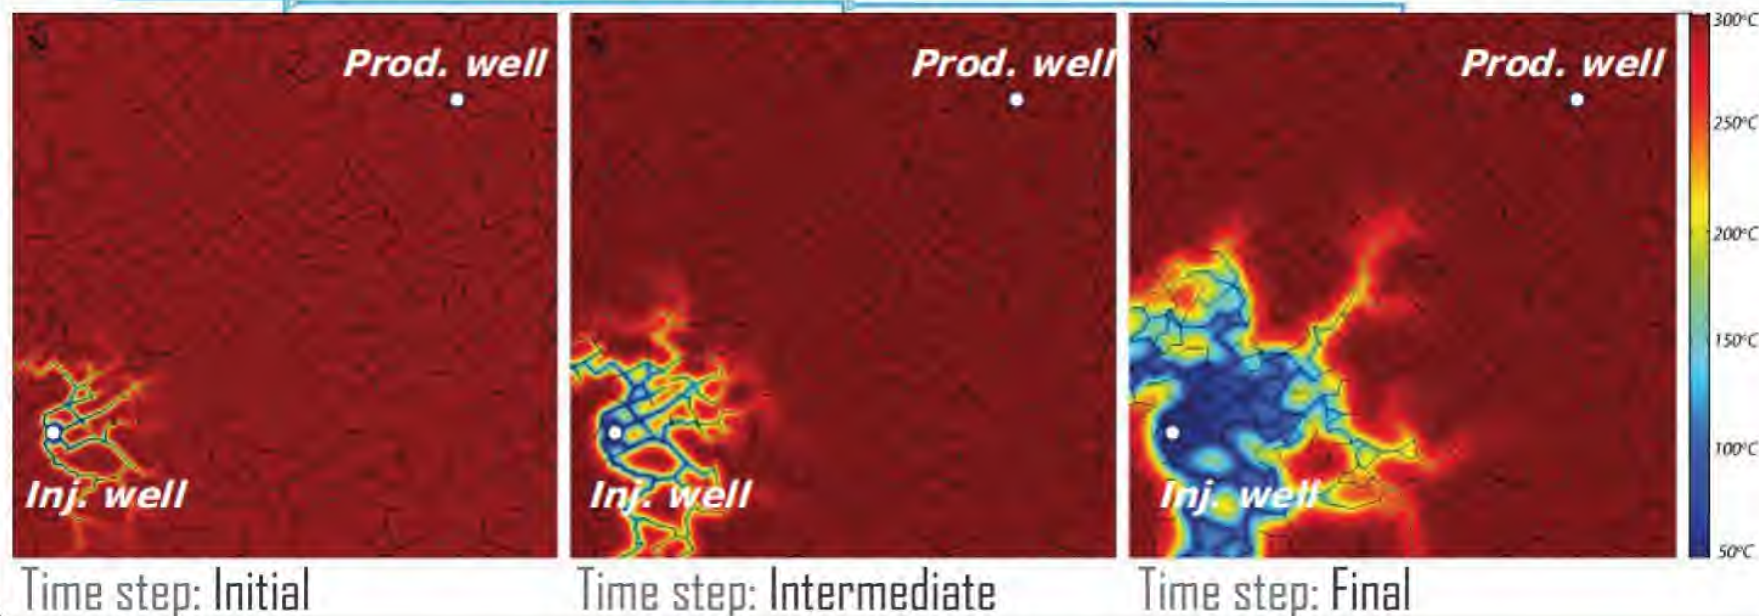 Prod. well
Inj. well
Time step: Initial
Prod. well
Inj. well
Time step: Intermediate
Prod. well
Inj. well
Time step: Final
300°C
250°C
200°C
150°C
100°C
50°C